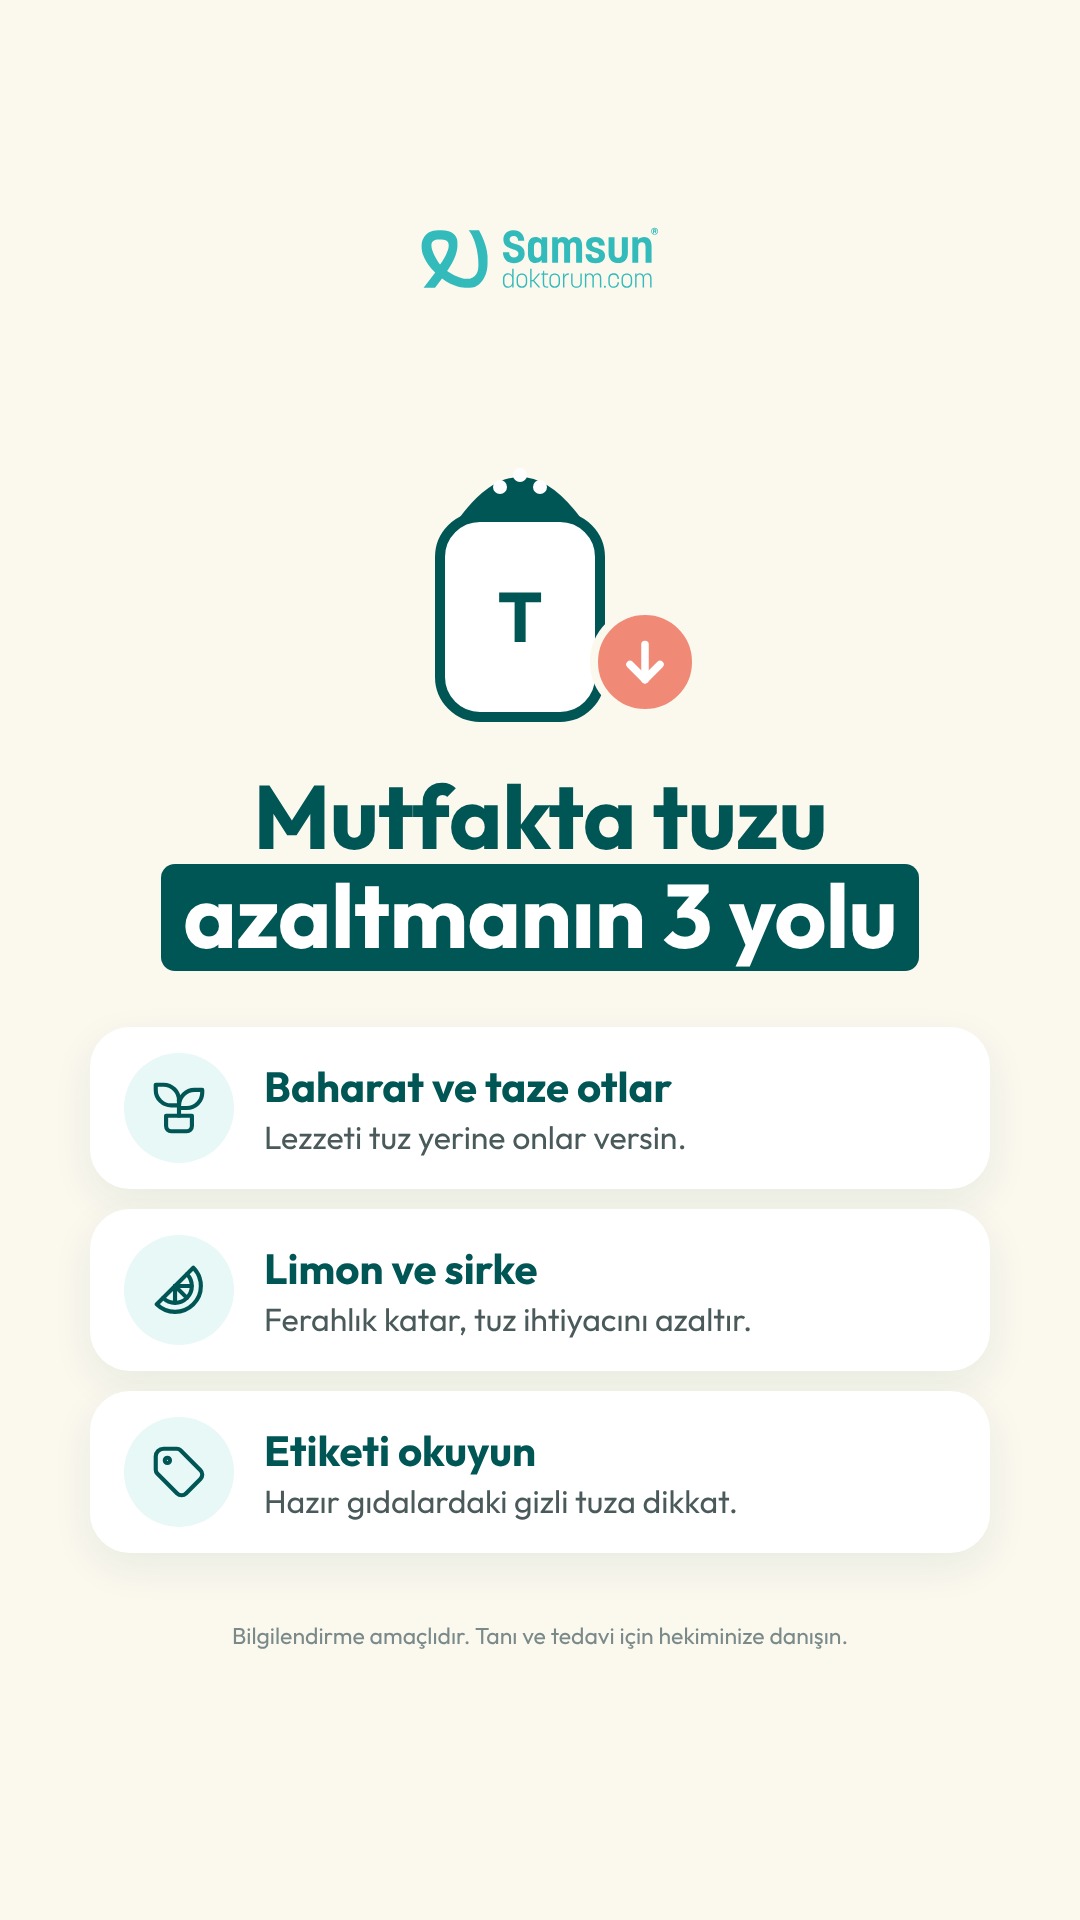 Samsun®
doktorum.com
T
Mutfakta tuzu
azaltmanın 3 yolu
Baharat ve taze otlar
Lezzeti tuz yerine onlar versin.
Limon ve sirke
Ferahlık katar, tuz ihtiyacını azaltır.
Etiketi okuyun
Hazır gıdalardaki gizli tuza dikkat.
Bilgilendirme amaçlıdır. Tanı ve tedavi için hekiminize danışın.